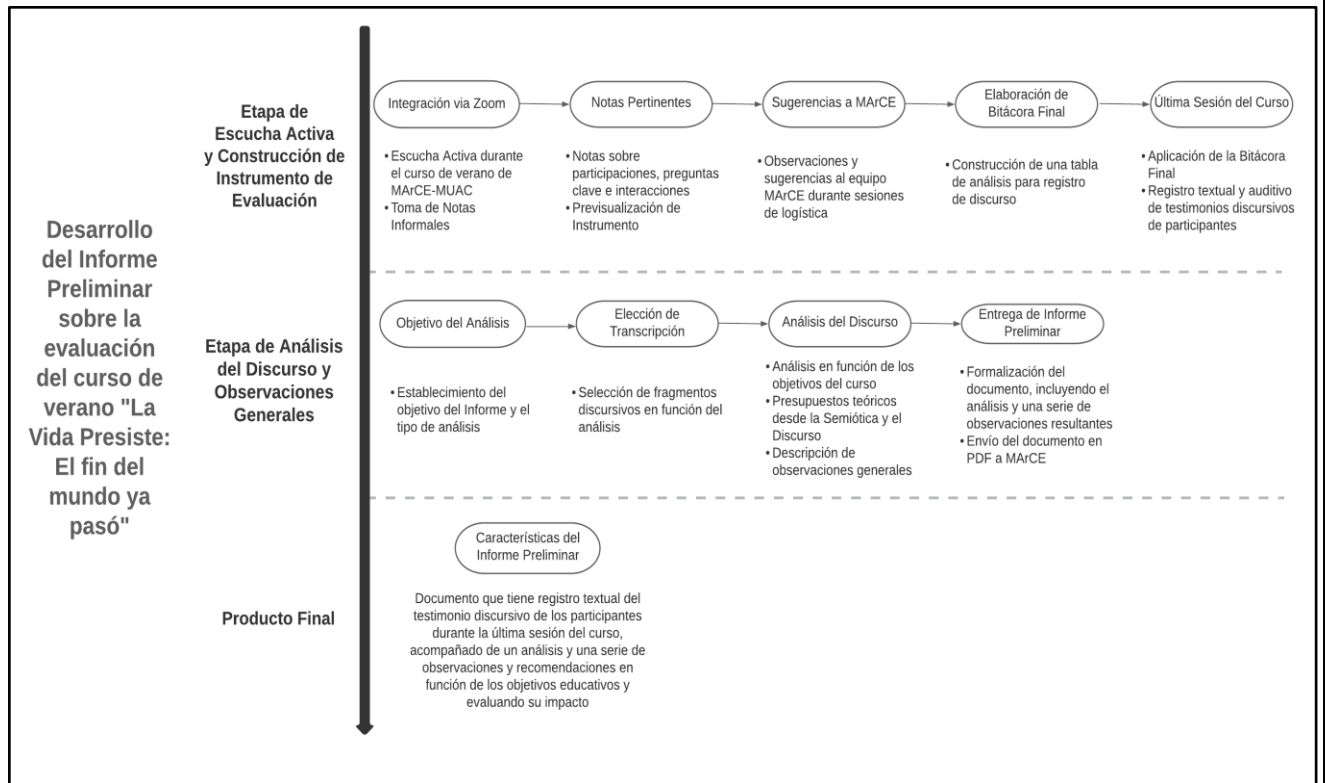 Desarrollo
del Informe
Preliminar
sobre la
evaluación
del curso de
verano "La
Vida Presiste:
El fin del
mundo ya
pasó"
Etapa de
Escucha Activa
y Construcción de
Instrumento de
Evaluación
Integración via Zoom
• Escucha Activa durante
el curso de verano de
MArCE-MUAC
• Toma de Notas
Informales
Notas Pertinentes
• Notas sobre
participaciones, preguntas
clave e interacciones
• Previsualización de
Instrumento
Sugerencias a MArCE
• Observaciones y
sugerencias al equipo
MArCE durante sesiones
de logística
Elaboración de
Bitácora Final
• Construcción de una tabla
de análisis para registro
de discurso
Última Sesión del Curso
• Aplicación de la Bitácora
Final
• Registro textual y auditivo
de testimonios discursivos
de participantes
Etapa de Análisis
del Discurso y
Observaciones
Generales
Objetivo del Análisis
• Establecimiento del
objetivo del Informe y el
tipo de análisis
Elección de
Transcripción
• Selección de fragmentos
discursivos en función del
análisis
Análisis del Discurso
• Análisis en función de los
objetivos del curso
• Presupuestos teóricos
desde la Semiótica y el
Discurso
• Descripción de
observaciones generales
Entrega de Informe
Preliminar
• Formalización del
documento, incluyendo el
análisis y una serie de
observaciones resultantes
• Envío del documento en
PDF a MArCE
Producto Final
Características del
Informe Preliminar
Documento que tiene registro textual del
testimonio discursivo de los participantes
durante la última sesión del curso,
acompañado de un análisis y una serie de
observaciones y recomendaciones en
función de los objetivos educativos y
evaluando su impacto